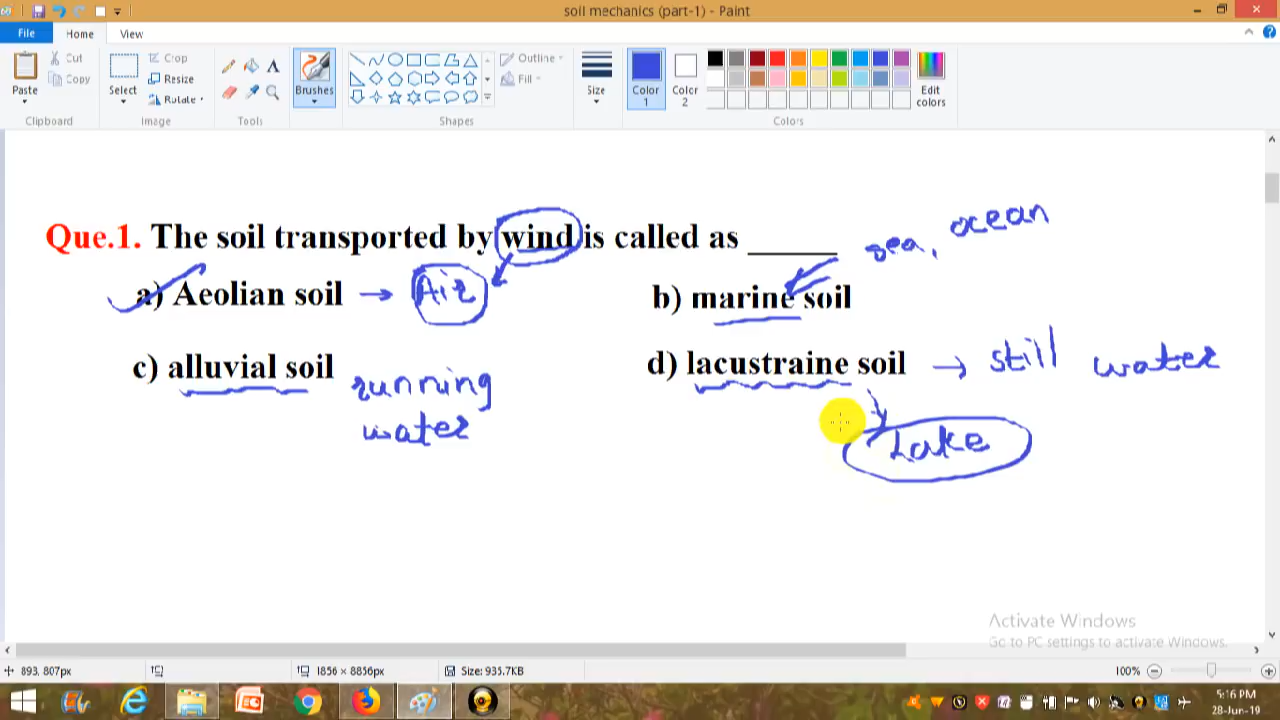 soil mechanics (part-1) - Paint
File Home View
Cut
Copy
Paste
Clipboard
Crop
Resize
Rotate
Select
Image
Tools
Brushes
Outline
Fill
Shapes
Size
Color 1
Color 2
Edit colors
Colors
Que.1. The soil transported by wind is called as ______ sea, ocean
a) Aeolian soil → Air
b) marine soil
c) alluvial soil running water
d) lacustraine soil → still water
Lake
Activate Windows
Go to PC settings to activate Windows.
893, 807px
1856 × 8856px
Size: 935.7KB
100%
5:16 PM
28-Jun-19